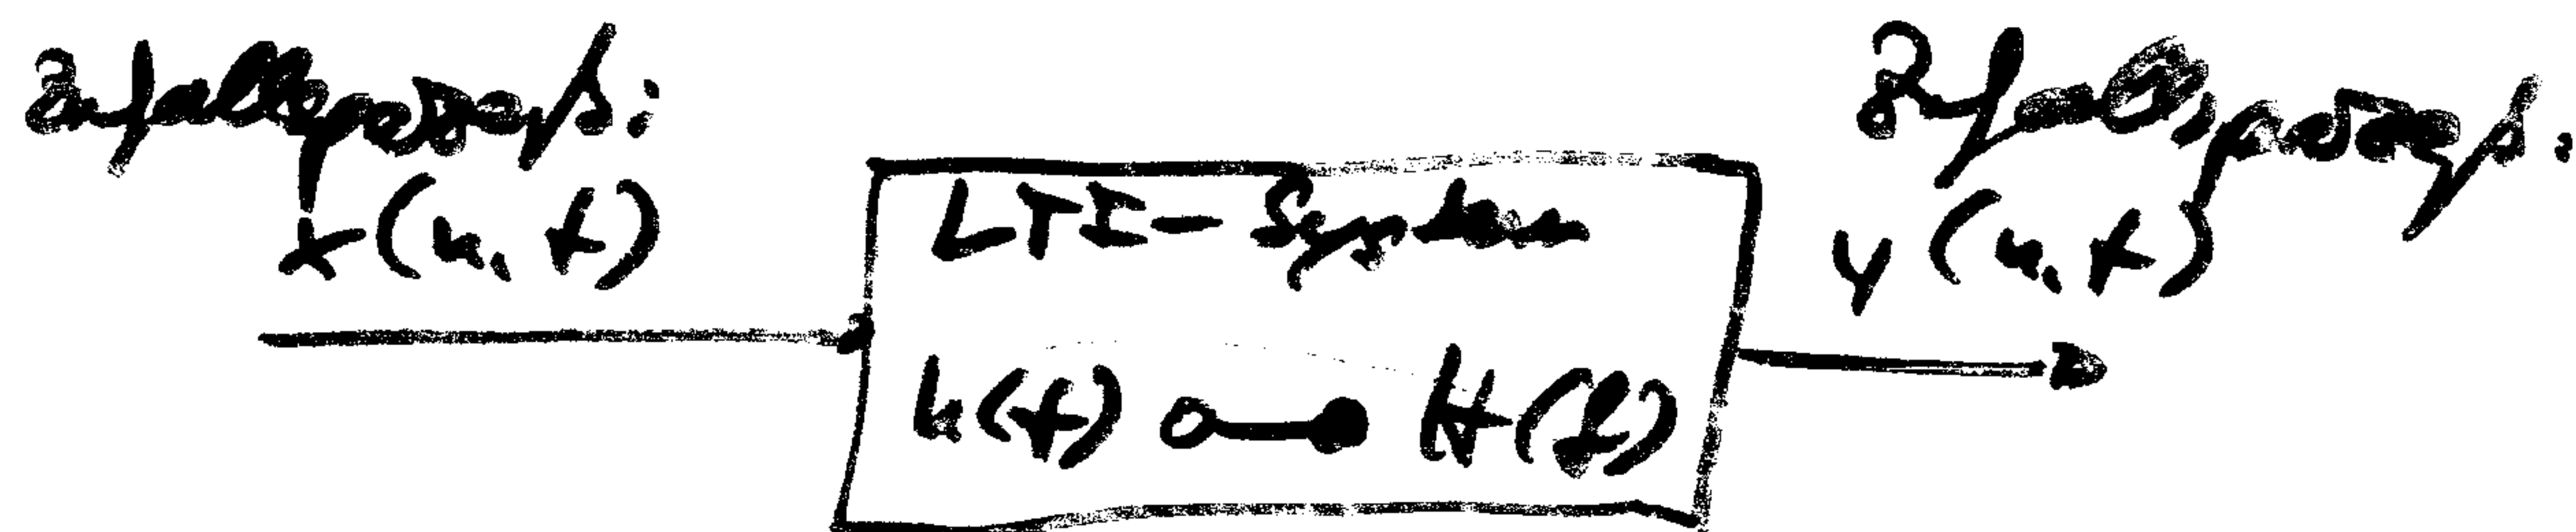 Zufallsprozeß:
x(u,t)
LTI-System
h(t) ○—● H(f)
Zufallsprozeß:
y(u,t)